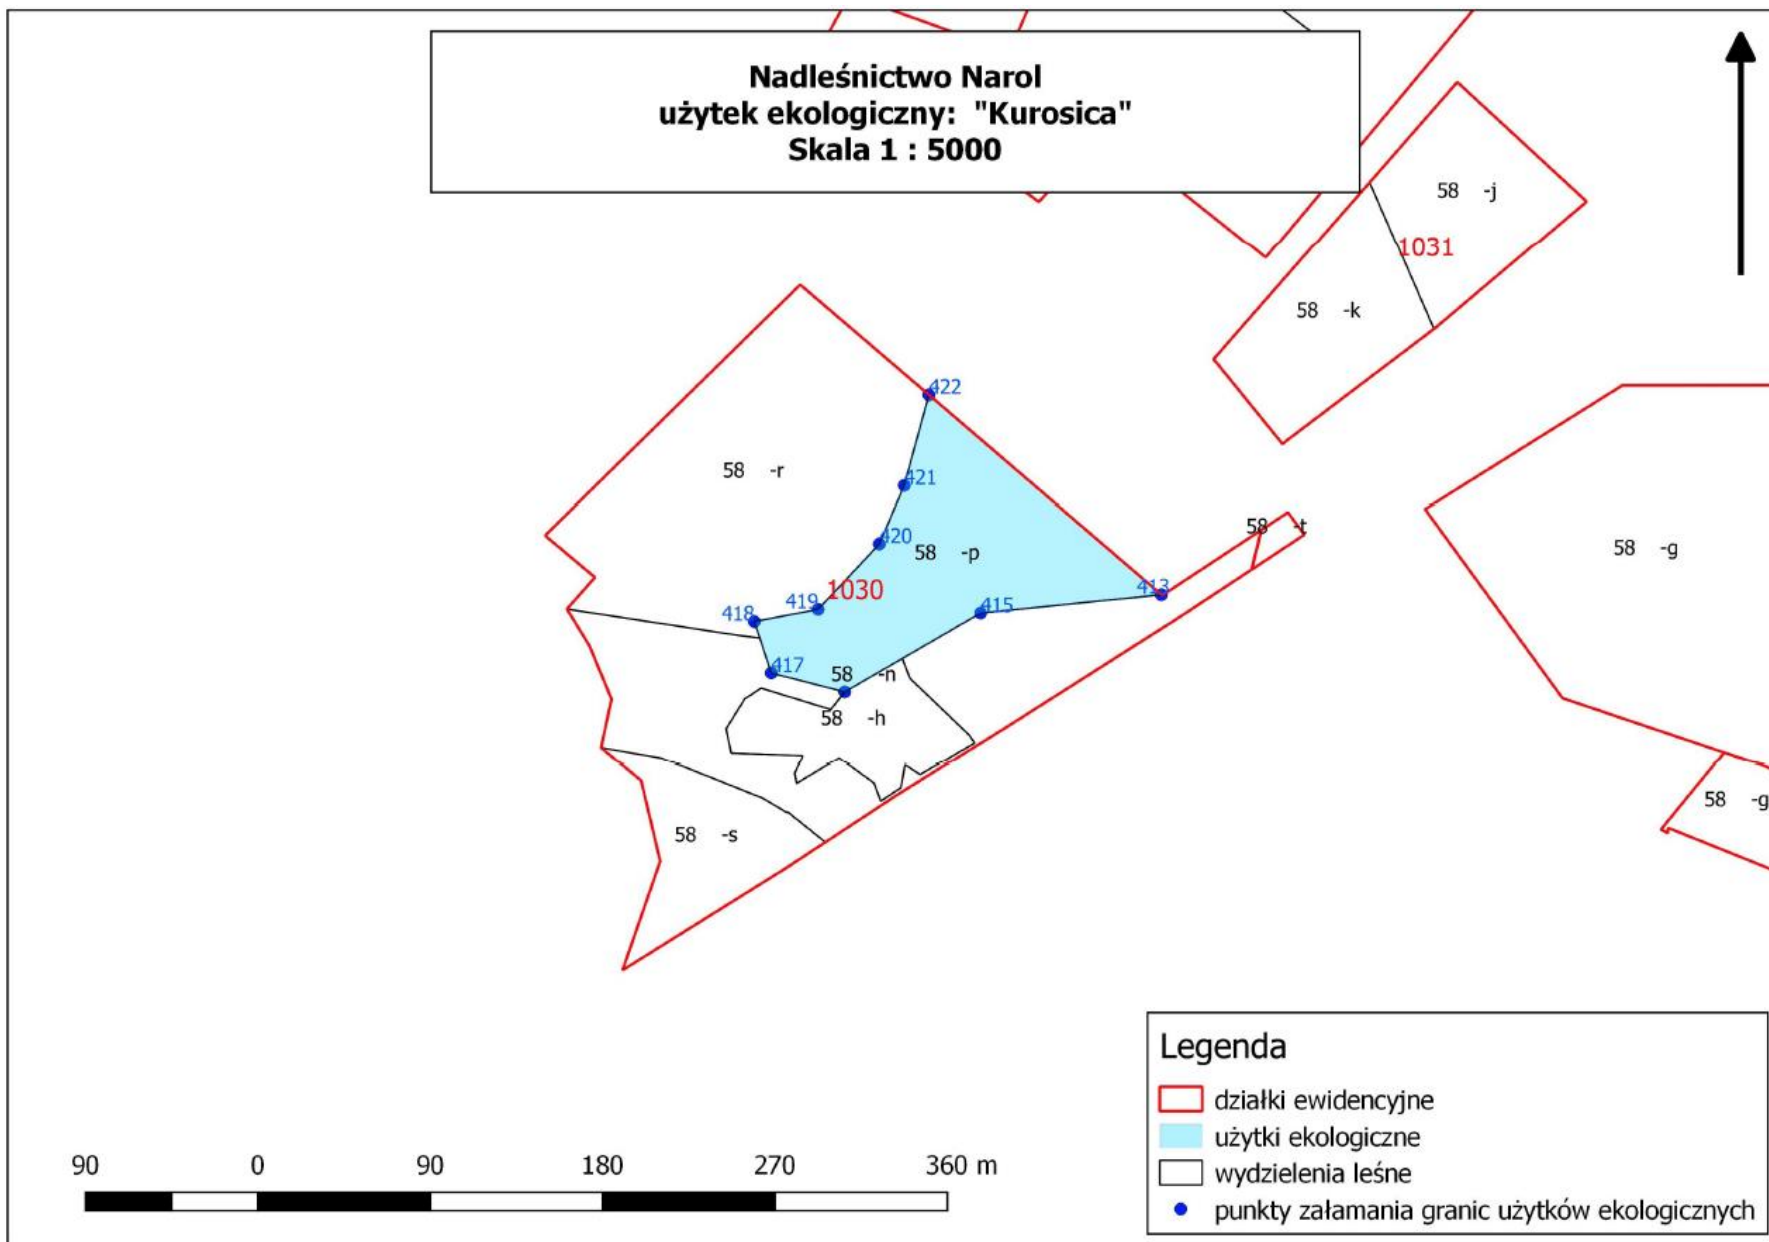 Nadleśnictwo Narol
użytek ekologiczny: "Kurosica"
Skala 1 : 5000
58 -j
1031
58 -k
422
58 -r
421
420
58 -p
58 -t
58 -g
413
1030
419
415
418
417
58 -n
58 -h
58 -s
58 -g
Legenda
działki ewidencyjne
użytki ekologiczne
wydzielenia leśne
punkty załamania granic użytków ekologicznych
90 0 90 180 270 360 m